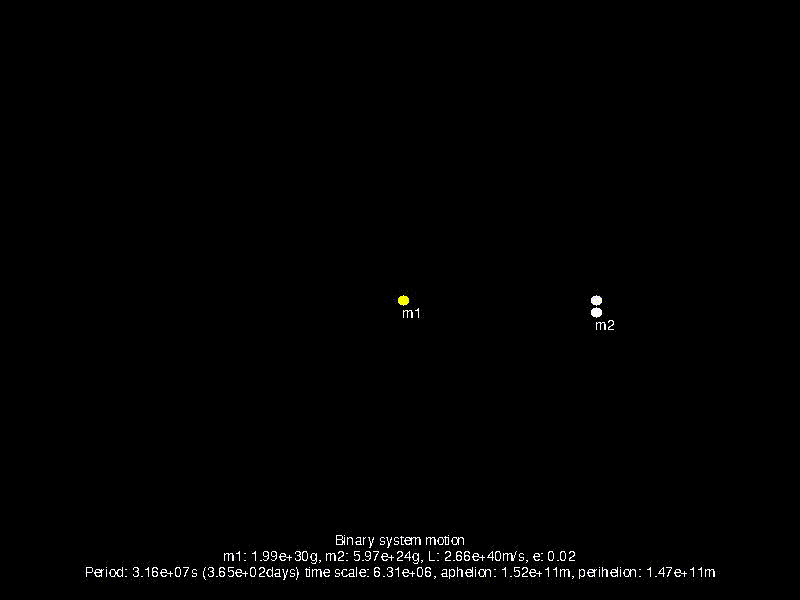 m1
m2
Binary system motion
m1: 1.99e+30g, m2: 5.97e+24g, L: 2.66e+40m/s, e: 0.02
Period: 3.16e+07s (3.65e+02days) time scale: 6.31e+06, aphelion: 1.52e+11m, perihelion: 1.47e+11m